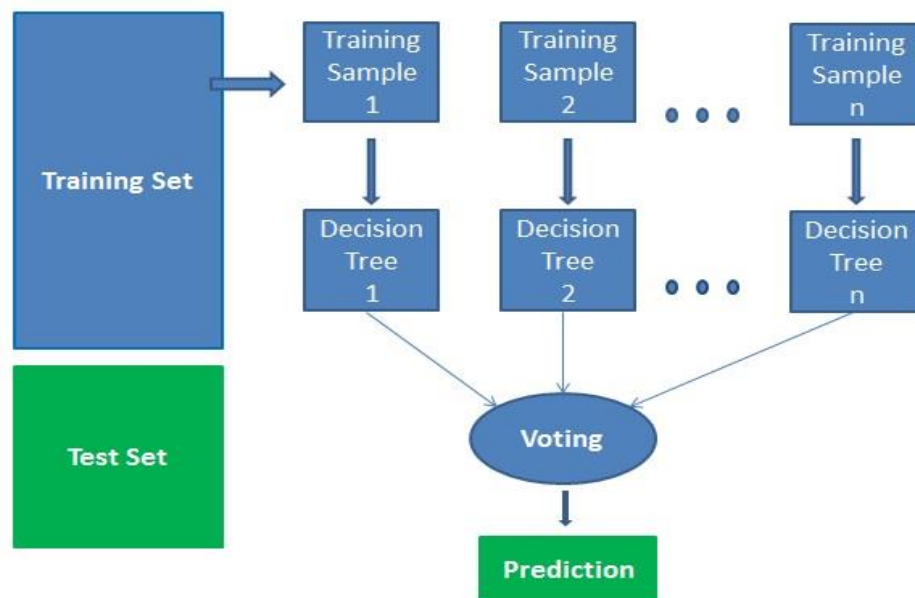 Training Set
Training
Sample
1
Training
Sample
2
Training
Sample
n
Decision
Tree
1
Decision
Tree
2
Decision
Tree
n
Test Set
Voting
Prediction